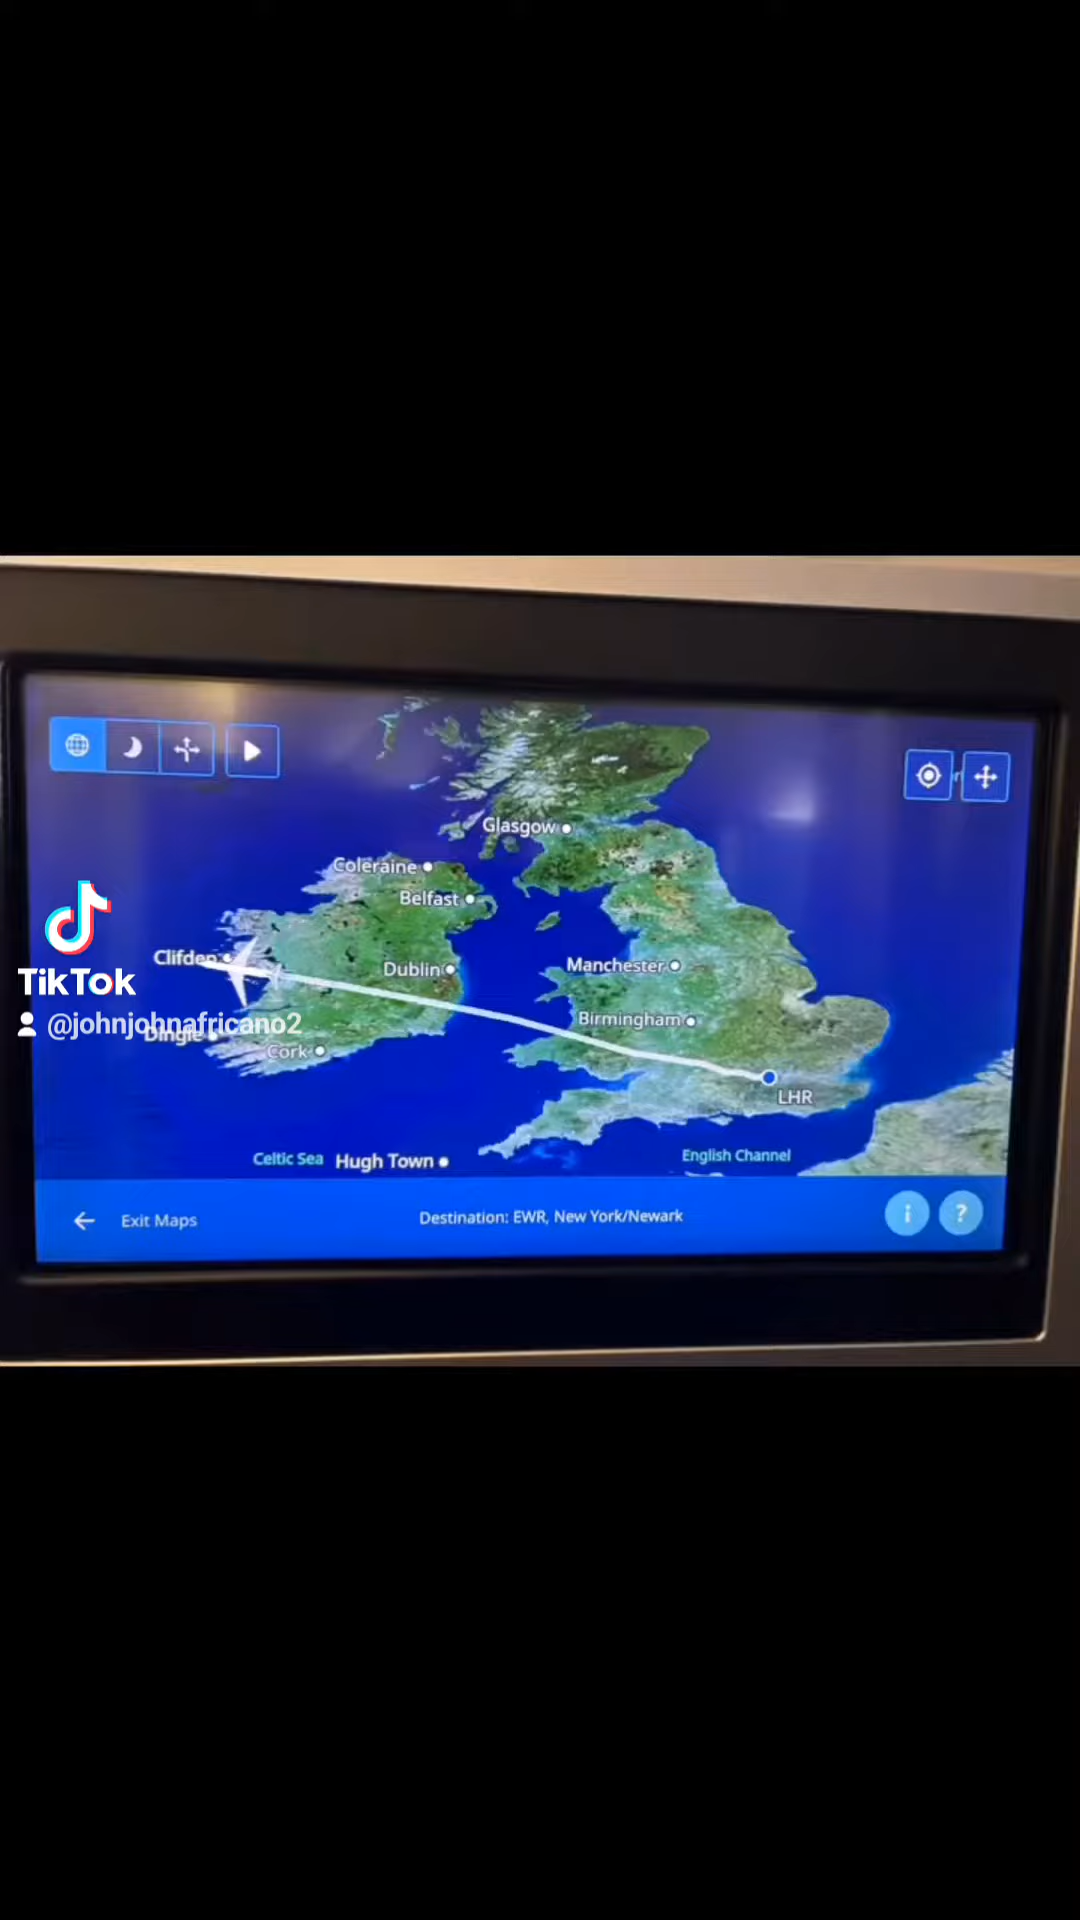 Glasgow
Coleraine
Belfast
Clifden
Dublin
Manchester
TikTok
Birmingham
@johnjohnafricano2
Dingle
Cork
LHR
Celtic Sea
Hugh Town
English Channel
Exit Maps
Destination: EWR, New York/Newark
i
?